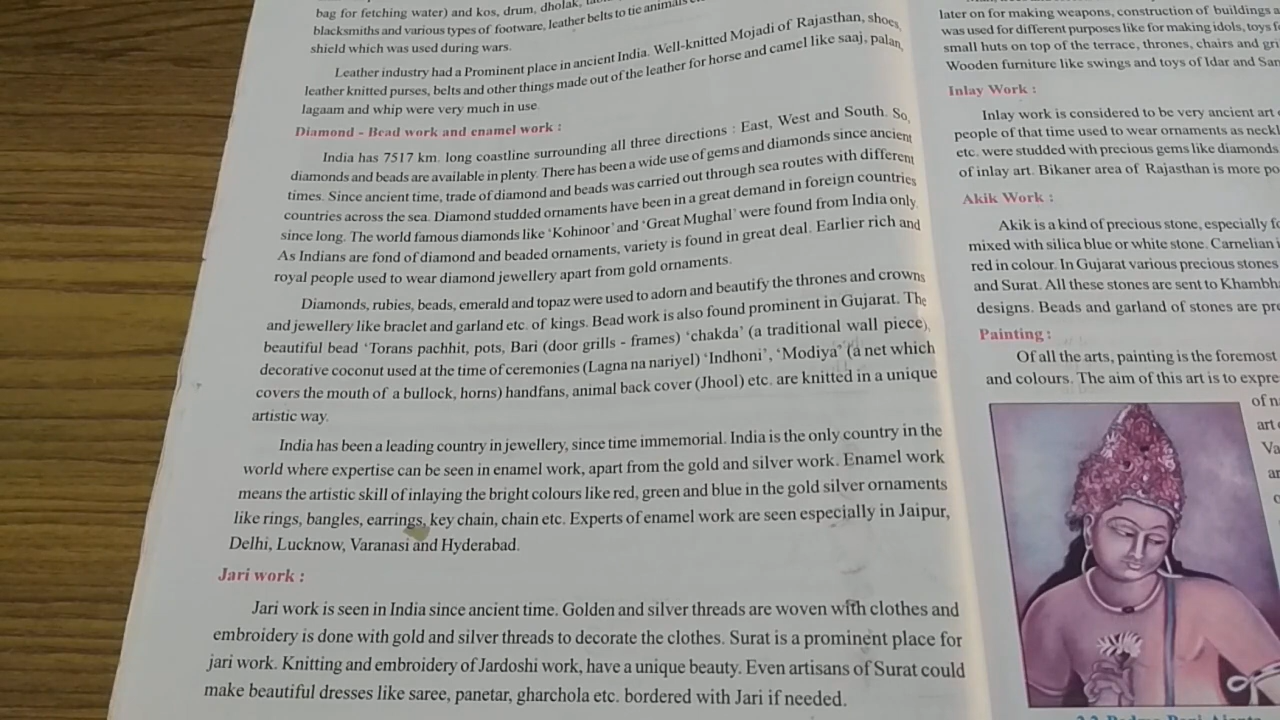 bag for fetching water) and kos, drum, dholak,
blacksmiths and various types of footware, leather belts to tie animals
shield which was used during wars.
Leather industry had a Prominent place in ancient India. Well-knitted Mojadi of Rajasthan, shoes,
leather knitted purses, belts and other things made out of the leather for horse and camel like saaj, palan,
lagaam and whip were very much in use.
Diamond - Bead work and enamel work :
India has 7517 km. long coastline surrounding all three directions : East, West and South. So,
diamonds and beads are available in plenty. There has been a wide use of gems and diamonds since ancient
times. Since ancient time, trade of diamond and beads was carried out through sea routes with different
countries across the sea. Diamond studded ornaments have been in a great demand in foreign countries
since long. The world famous diamonds like 'Kohinoor' and 'Great Mughal' were found from India only.
As Indians are fond of diamond and beaded ornaments, variety is found in great deal. Earlier rich and
royal people used to wear diamond jewellery apart from gold ornaments.
Diamonds, rubies, beads, emerald and topaz were used to adorn and beautify the thrones and crowns
and jewellery like braclet and garland etc. of kings. Bead work is also found prominent in Gujarat. The
beautiful bead 'Torans pachhit, pots, Bari (door grills - frames) 'chakda' (a traditional wall piece),
decorative coconut used at the time of ceremonies (Lagna na nariyel) 'Indhoni', 'Modiya' (a net which
covers the mouth of a bullock, horns) handfans, animal back cover (Jhool) etc. are knitted in a unique
artistic way.
India has been a leading country in jewellery, since time immemorial. India is the only country in the
world where expertise can be seen in enamel work, apart from the gold and silver work. Enamel work
means the artistic skill of inlaying the bright colours like red, green and blue in the gold silver ornaments
like rings, bangles, earrings, key chain, chain etc. Experts of enamel work are seen especially in Jaipur,
Delhi, Lucknow, Varanasi and Hyderabad.
Jari work :
Jari work is seen in India since ancient time. Golden and silver threads are woven with clothes and
embroidery is done with gold and silver threads to decorate the clothes. Surat is a prominent place for
jari work. Knitting and embroidery of Jardoshi work, have a unique beauty. Even artisans of Surat could
make beautiful dresses like saree, panetar, gharchola etc. bordered with Jari if needed.
later on for making weapons, construction of buildings
was used for different purposes like for making idols, toys
small huts on top of the terrace, thrones, chairs and
Wooden furniture like swings and toys of Idar and
Inlay Work :
Inlay work is considered to be very ancient art
people of that time used to wear ornaments as
etc. were studded with precious gems like diamonds
of inlay art. Bikaner area of Rajasthan is more
Akik Work :
Akik is a kind of precious stone, especially
mixed with silica blue or white stone. Carnelian
red in colour. In Gujarat various precious stones
and Surat. All these stones are sent to
designs. Beads and garland of stones are
Painting :
Of all the arts, painting is the foremost
and colours. The aim of this art is to
of
art